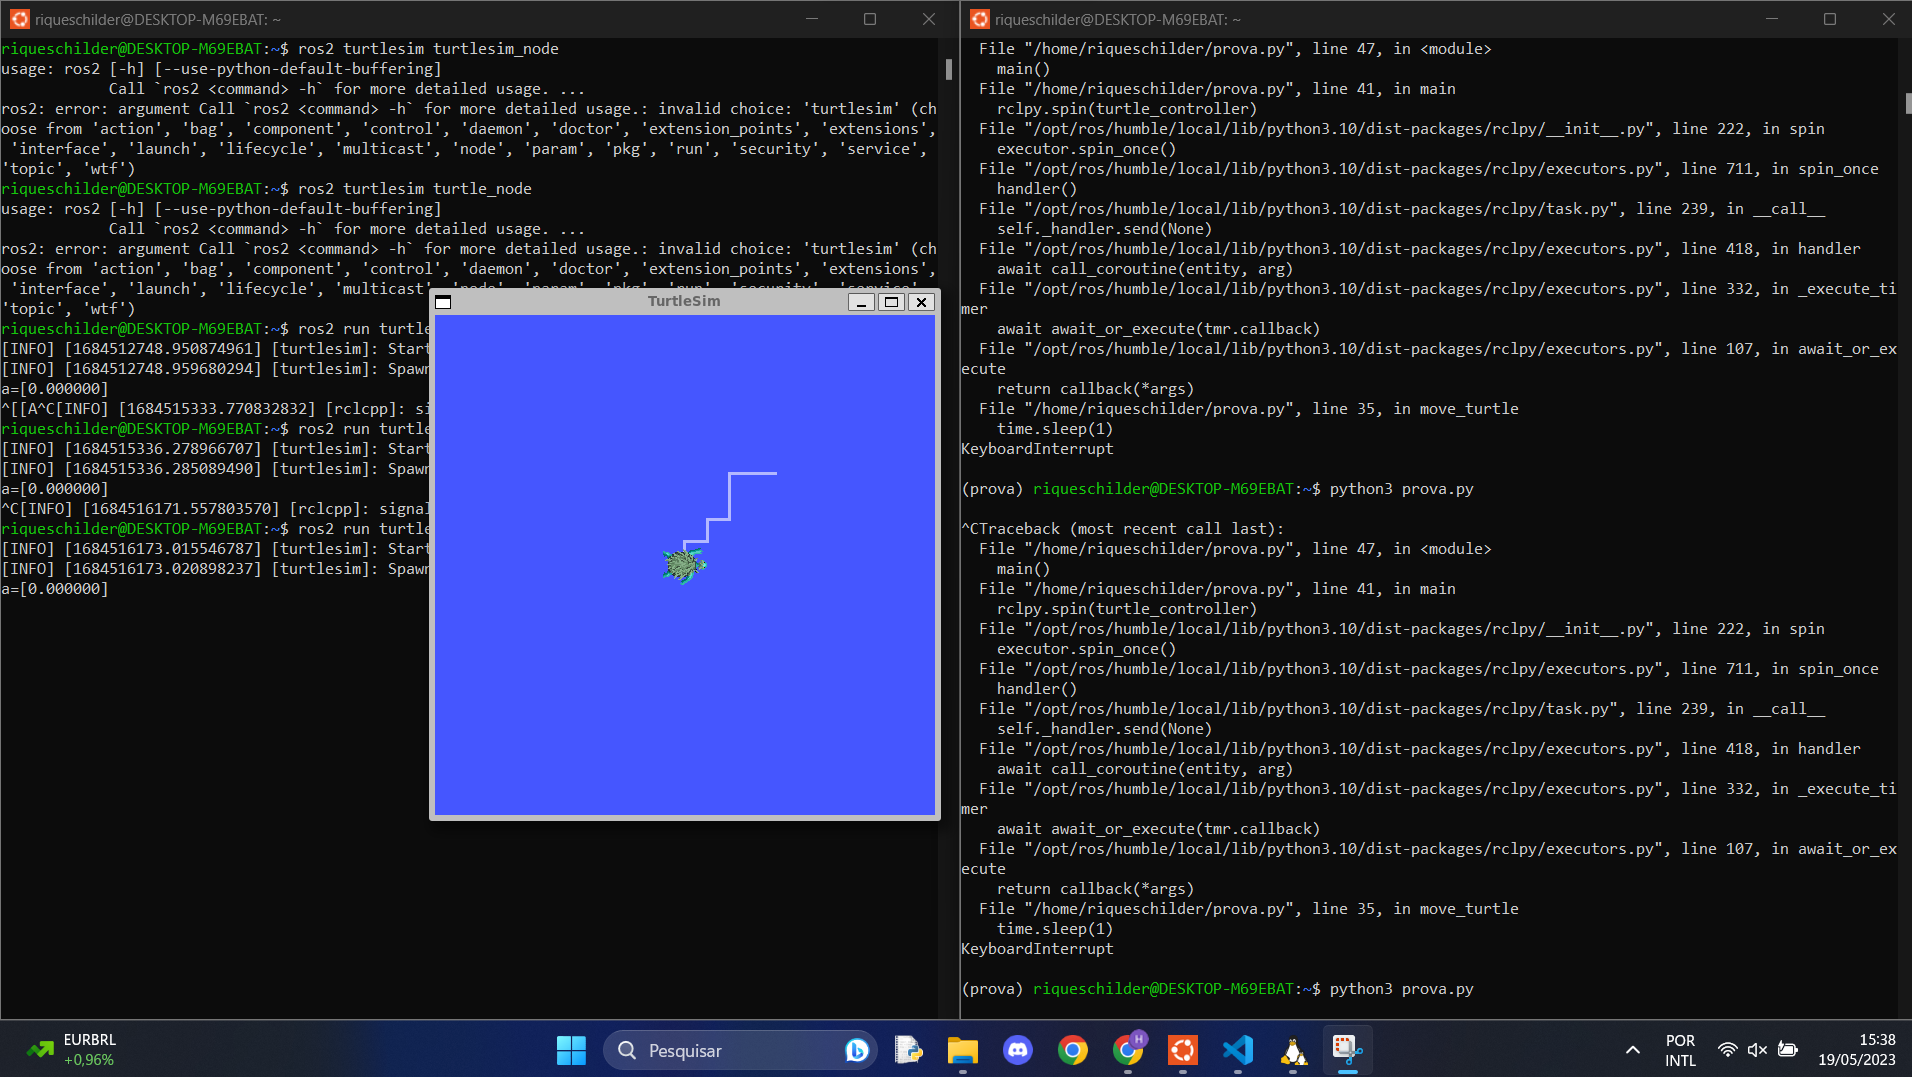 riqueschilder@DESKTOP-M69EBAT: ~
riqueschilder@DESKTOP-M69EBAT:~$ ros2 turtlesim turtlesim_node
usage: ros2 [-h] [--use-python-default-buffering]
            Call `ros2 <command> -h` for more detailed usage. ...
ros2: error: argument Call `ros2 <command> -h` for more detailed usage.: invalid choice: 'turtlesim' (ch
oose from 'action', 'bag', 'component', 'control', 'daemon', 'doctor', 'extension_points', 'extensions',
 'interface', 'launch', 'lifecycle', 'multicast', 'node', 'param', 'pkg', 'run', 'security', 'service',
'topic', 'wtf')
riqueschilder@DESKTOP-M69EBAT:~$ ros2 turtlesim turtle_node
usage: ros2 [-h] [--use-python-default-buffering]
            Call `ros2 <command> -h` for more detailed usage. ...
ros2: error: argument Call `ros2 <command> -h` for more detailed usage.: invalid choice: 'turtlesim' (ch
oose from 'action', 'bag', 'component', 'control', 'daemon', 'doctor', 'extension_points', 'extensions',
 'interface', 'launch', 'lifecycle', 'multicast', 'node', 'param', 'pkg', 'run', 'security', 'service',
'topic', 'wtf')
riqueschilder@DESKTOP-M69EBAT:~$ ros2 run turtle
[INFO] [1684512748.950874961] [turtlesim]: Start
[INFO] [1684512748.959680294] [turtlesim]: Spawn
a=[0.000000]
^[[A^C[INFO] [1684515333.770832832] [rclcpp]: si
riqueschilder@DESKTOP-M69EBAT:~$ ros2 run turtle
[INFO] [1684515336.278966707] [turtlesim]: Start
[INFO] [1684515336.285089490] [turtlesim]: Spawn
a=[0.000000]
^C[INFO] [1684516171.557803570] [rclcpp]: signal
riqueschilder@DESKTOP-M69EBAT:~$ ros2 run turtle
[INFO] [1684516173.015546787] [turtlesim]: Start
[INFO] [1684516173.020898237] [turtlesim]: Spawn
a=[0.000000]
TurtleSim
riqueschilder@DESKTOP-M69EBAT: ~
  File "/home/riqueschilder/prova.py", line 47, in <module>
    main()
  File "/home/riqueschilder/prova.py", line 41, in main
    rclpy.spin(turtle_controller)
  File "/opt/ros/humble/local/lib/python3.10/dist-packages/rclpy/__init__.py", line 222, in spin
    executor.spin_once()
  File "/opt/ros/humble/local/lib/python3.10/dist-packages/rclpy/executors.py", line 711, in spin_once
    handler()
  File "/opt/ros/humble/local/lib/python3.10/dist-packages/rclpy/task.py", line 239, in __call__
    self._handler.send(None)
  File "/opt/ros/humble/local/lib/python3.10/dist-packages/rclpy/executors.py", line 418, in handler
    await call_coroutine(entity, arg)
  File "/opt/ros/humble/local/lib/python3.10/dist-packages/rclpy/executors.py", line 332, in _execute_ti
mer
    await await_or_execute(tmr.callback)
  File "/opt/ros/humble/local/lib/python3.10/dist-packages/rclpy/executors.py", line 107, in await_or_ex
ecute
    return callback(*args)
  File "/home/riqueschilder/prova.py", line 35, in move_turtle
    time.sleep(1)
KeyboardInterrupt
(prova) riqueschilder@DESKTOP-M69EBAT:~$ python3 prova.py
^CTraceback (most recent call last):
  File "/home/riqueschilder/prova.py", line 47, in <module>
    main()
  File "/home/riqueschilder/prova.py", line 41, in main
    rclpy.spin(turtle_controller)
  File "/opt/ros/humble/local/lib/python3.10/dist-packages/rclpy/__init__.py", line 222, in spin
    executor.spin_once()
  File "/opt/ros/humble/local/lib/python3.10/dist-packages/rclpy/executors.py", line 711, in spin_once
    handler()
  File "/opt/ros/humble/local/lib/python3.10/dist-packages/rclpy/task.py", line 239, in __call__
    self._handler.send(None)
  File "/opt/ros/humble/local/lib/python3.10/dist-packages/rclpy/executors.py", line 418, in handler
    await call_coroutine(entity, arg)
  File "/opt/ros/humble/local/lib/python3.10/dist-packages/rclpy/executors.py", line 332, in _execute_ti
mer
    await await_or_execute(tmr.callback)
  File "/opt/ros/humble/local/lib/python3.10/dist-packages/rclpy/executors.py", line 107, in await_or_ex
ecute
    return callback(*args)
  File "/home/riqueschilder/prova.py", line 35, in move_turtle
    time.sleep(1)
KeyboardInterrupt
(prova) riqueschilder@DESKTOP-M69EBAT:~$ python3 prova.py
EURBRL
+0,96%
Pesquisar
H
POR
INTL
15:38
19/05/2023